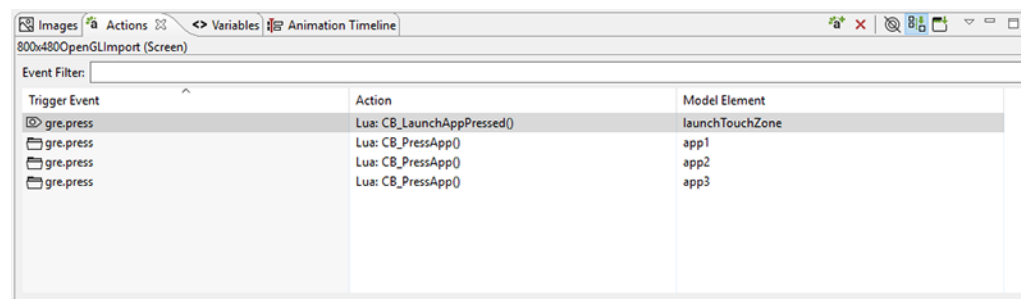 Images Actions <> Variables Animation Timeline
800x480OpenGLImport (Screen)
Event Filter:
Trigger Event Action Model Element
gre.press Lua: CB_LaunchAppPressed() launchTouchZone
gre.press Lua: CB_PressApp() app1
gre.press Lua: CB_PressApp() app2
gre.press Lua: CB_PressApp() app3